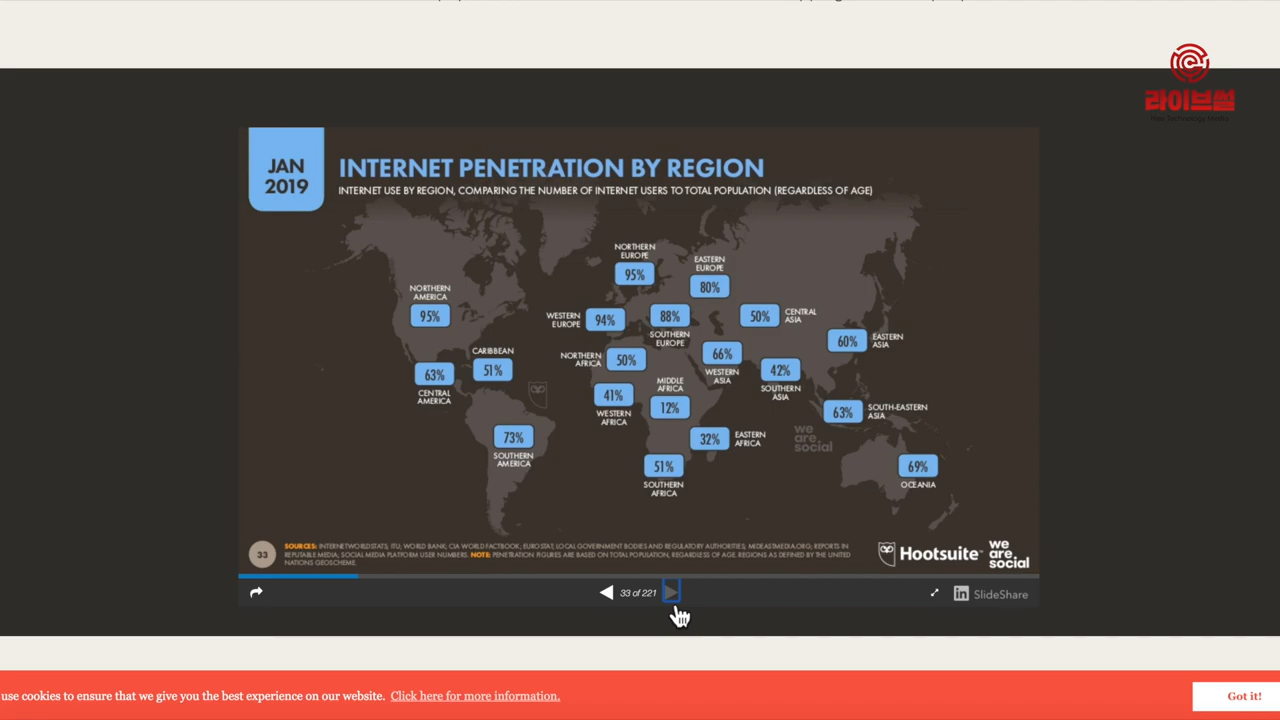 라이브썰
New Technology Media
JAN
2019
INTERNET PENETRATION BY REGION
INTERNET USE BY REGION, COMPARING THE NUMBER OF INTERNET USERS TO TOTAL POPULATION (REGARDLESS OF AGE)
NORTHERN
EUROPE
95%
EASTERN
EUROPE
80%
NORTHERN
AMERICA
95%
WESTERN
EUROPE
94%
88%
SOUTHERN
EUROPE
50%
CENTRAL
ASIA
60%
EASTERN
ASIA
CARIBBEAN
51%
63%
CENTRAL
AMERICA
NORTHERN
AFRICA
50%
66%
WESTERN
ASIA
42%
SOUTHERN
ASIA
41%
WESTERN
AFRICA
MIDDLE
AFRICA
12%
63%
SOUTH-EASTERN
ASIA
73%
SOUTHERN
AMERICA
32%
EASTERN
AFRICA
we
are
social
51%
SOUTHERN
AFRICA
69%
OCEANIA
33
SOURCES: INTERNETWORLDSTATS; ITU; WORLD BANK; CIA WORLD FACTBOOK; EUROSTAT; LOCAL GOVERNMENT BODIES AND REGULATORY AUTHORITIES; MIDEASTMEDIA.ORG; REPORTS IN
REPUTABLE MEDIA; SOCIAL MEDIA PLATFORM USER NUMBERS. NOTE: PENETRATION FIGURES ARE BASED ON TOTAL POPULATION, REGARDLESS OF AGE. REGIONS AS DEFINED BY THE UNITED
NATIONS GEOSCHEME.
Hootsuite™
we
are
social
33 of 221
in SlideShare
use cookies to ensure that we give you the best experience on our website. Click here for more information.
Got it!